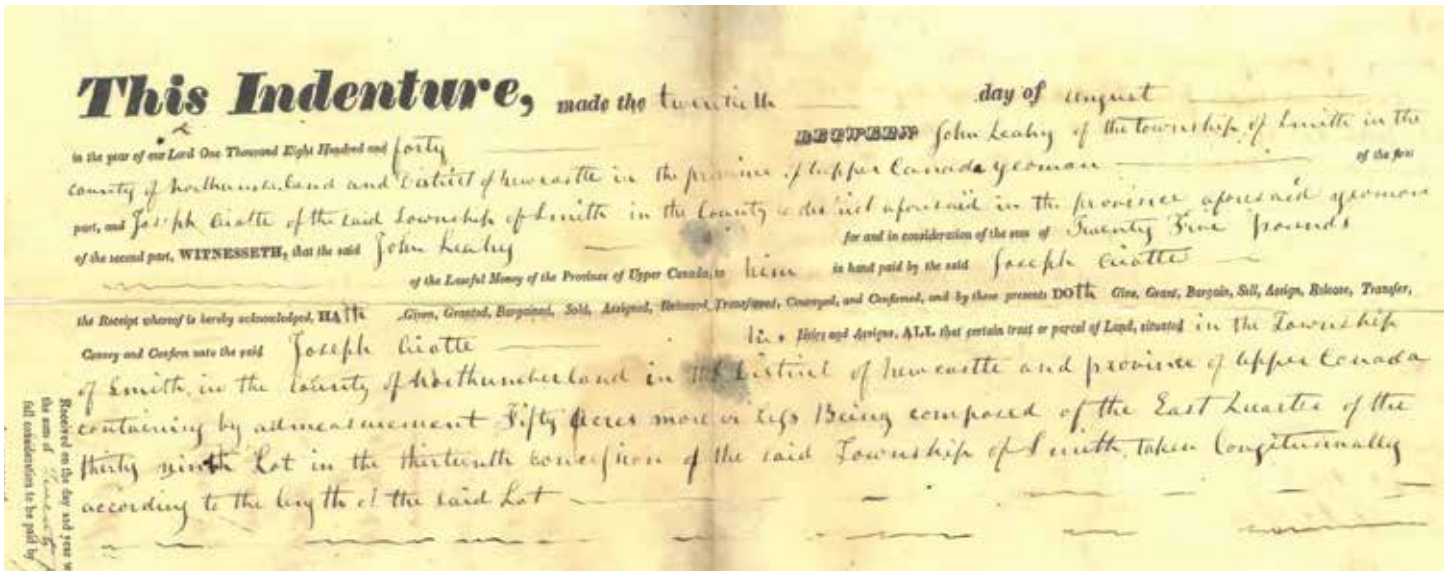 This Indenture, made the twentieth day of august
in the year of our Lord One Thousand Eight Hundred and forty BETWEEN John Leahy of the township of Smith in the
county of Northumberland and District of Newcastle in the province of Upper Canada yeoman of the first
part, and Joseph of the said Township of Smith in the County & district aforesaid in the province aforesaid yeoman
of the second part, WITNESSETH, that the said John Leahy for and in consideration of the sum of Twenty Five pounds
of the Lawful Money of the Province of Upper Canada, to him in hand paid by the said Joseph
the Receipt whereof is hereby acknowledged, HAth Given, Granted, Bargained, Sold, Assigned, Released, Transferred, Conveyed, and Confirmed, and by these presents DOth Give, Grant, Bargain, Sell, Assign, Release, Transfer,
Convey and Confirm unto the said Joseph his Heirs and Assigns, ALL that certain tract or parcel of Land, situated in the Township
of Smith in the County of Northumberland in the District of Newcastle and province of Upper Canada
containing by admeasurement Fifty acres more or less Being composed of the East Quarter of the
thirty ninth Lot in the thirteenth concession of the said Township of Smith, taken Longitunnally
according to the length of the said Lot
Received on the day and year
the sum of
full consideration to be paid by